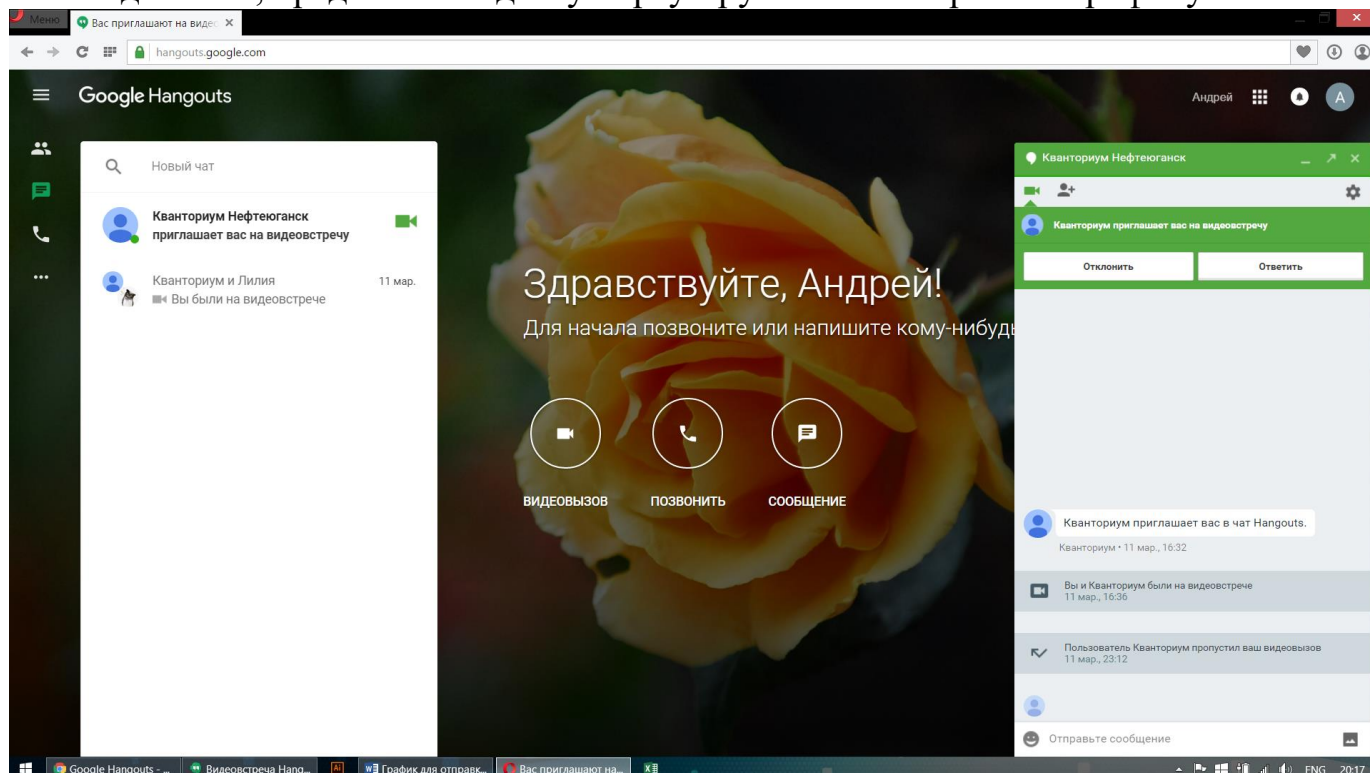 Меню
Вас приглашают на видео
hangouts.google.com
Google Hangouts
Андрей
A
Новый чат
Кванториум Нефтеюганск
приглашает вас на видеовстречу
Кванториум и Лилия
11 мар.
Вы были на видеовстрече
Здравствуйте, Андрей!
Для начала позвоните или напишите кому-нибудь
ВИДЕОВЫЗОВ
ПОЗВОНИТЬ
СООБЩЕНИЕ
Кванториум Нефтеюганск
Кванториум приглашает вас на видеовстречу
Отклонить
Ответить
Кванториум приглашает вас в чат Hangouts.
Кванториум • 11 мар., 16:32
Вы и Кванториум были на видеовстрече
11 мар., 16:36
Пользователь Кванториум пропустил ваш видеовызов
11 мар., 23:12
Отправьте сообщение
Google Hangouts - ...
Видеовстреча Hang...
Ai
График для отправк...
Вас приглашают на...
ENG
20:17